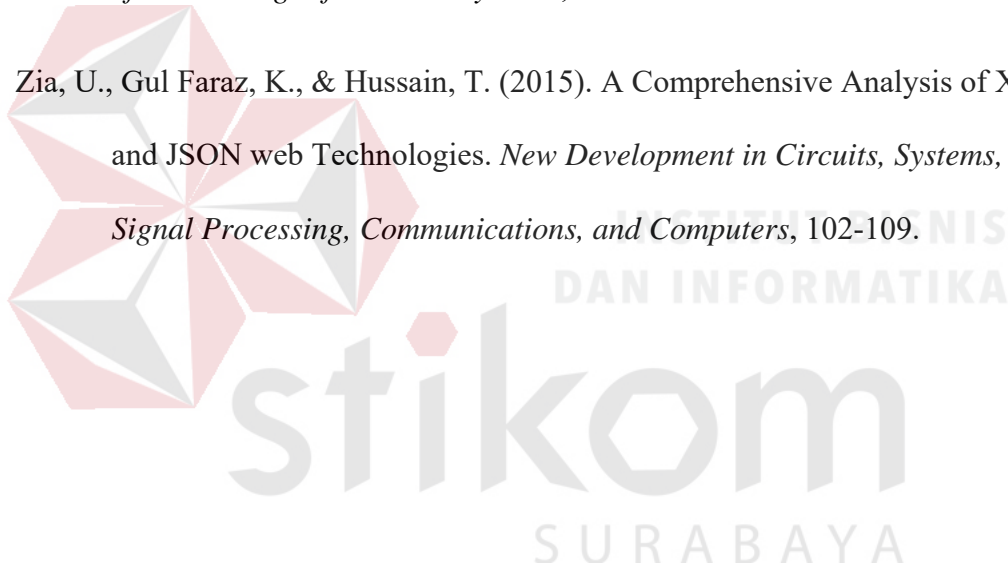 Zia, U., Gul Faraz, K., & Hussain, T. (2015). A Comprehensive Analysis of
and JSON web Technologies. New Development in Circuits, Systems,
Signal Processing, Communications, and Computers, 102-109.
INSTITUT BISNIS
DAN INFORMATIKA
stikom
SURABAYA